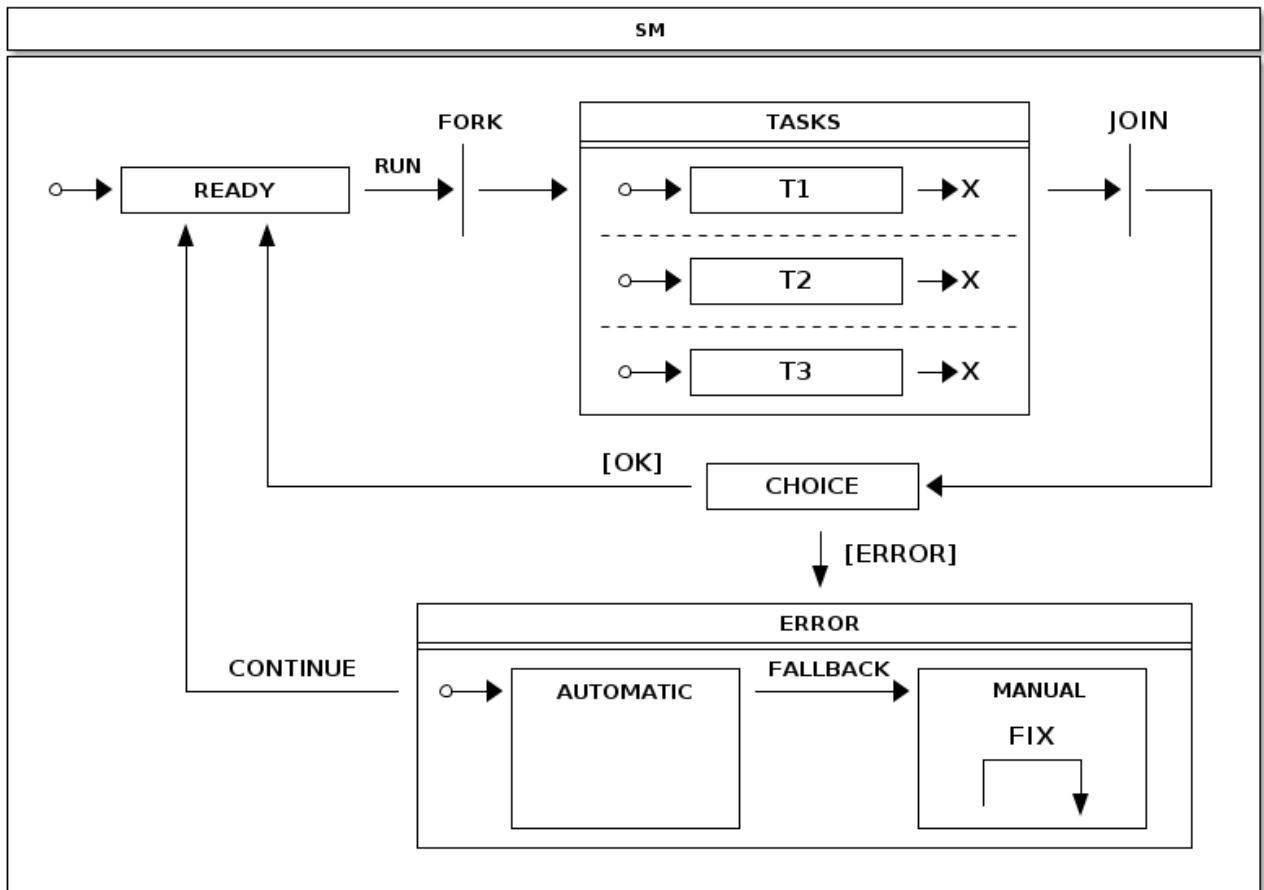 SM
FORK
TASKS
JOIN
RUN
READY
T1
X
T2
X
T3
X
[OK]
CHOICE
[ERROR]
ERROR
CONTINUE
FALLBACK
AUTOMATIC
MANUAL
FIX